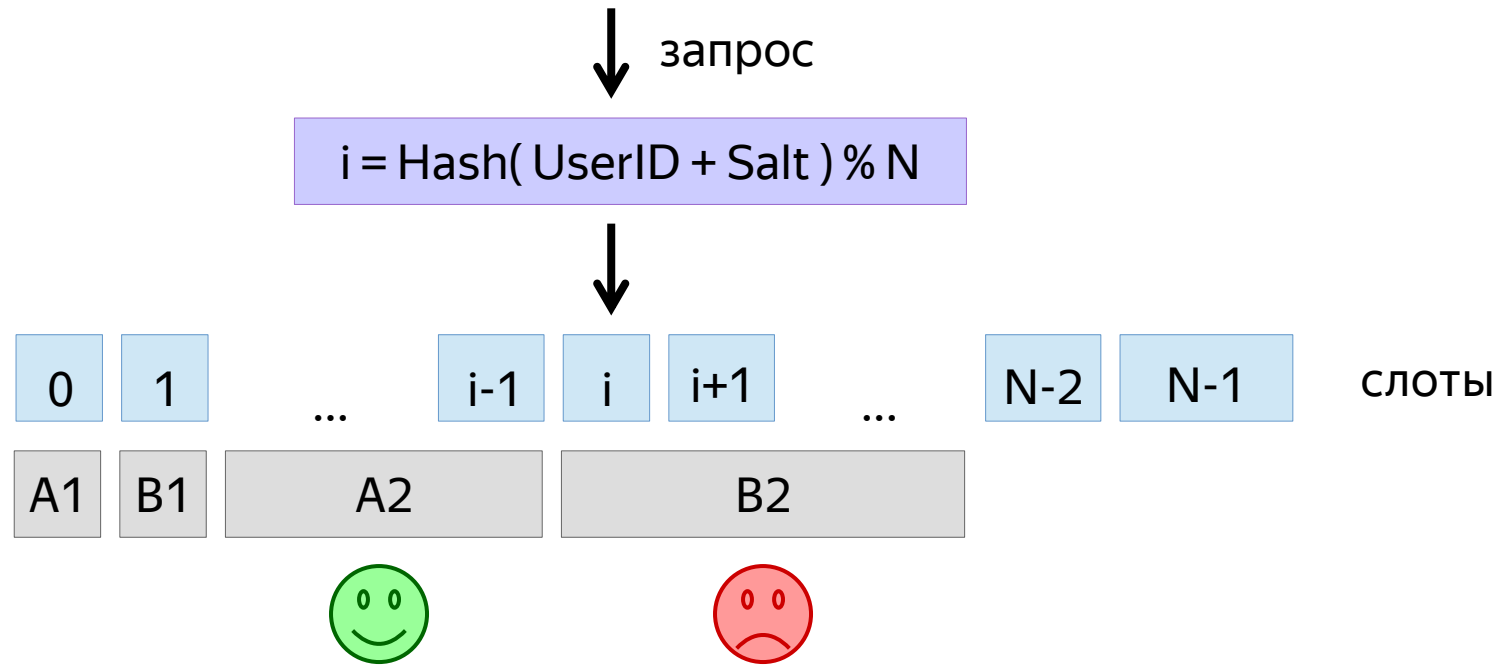 запрос
i = Hash( UserID + Salt ) % N
0 1 ... i-1 i i+1 ... N-2 N-1 слоты
A1 B1 A2 B2